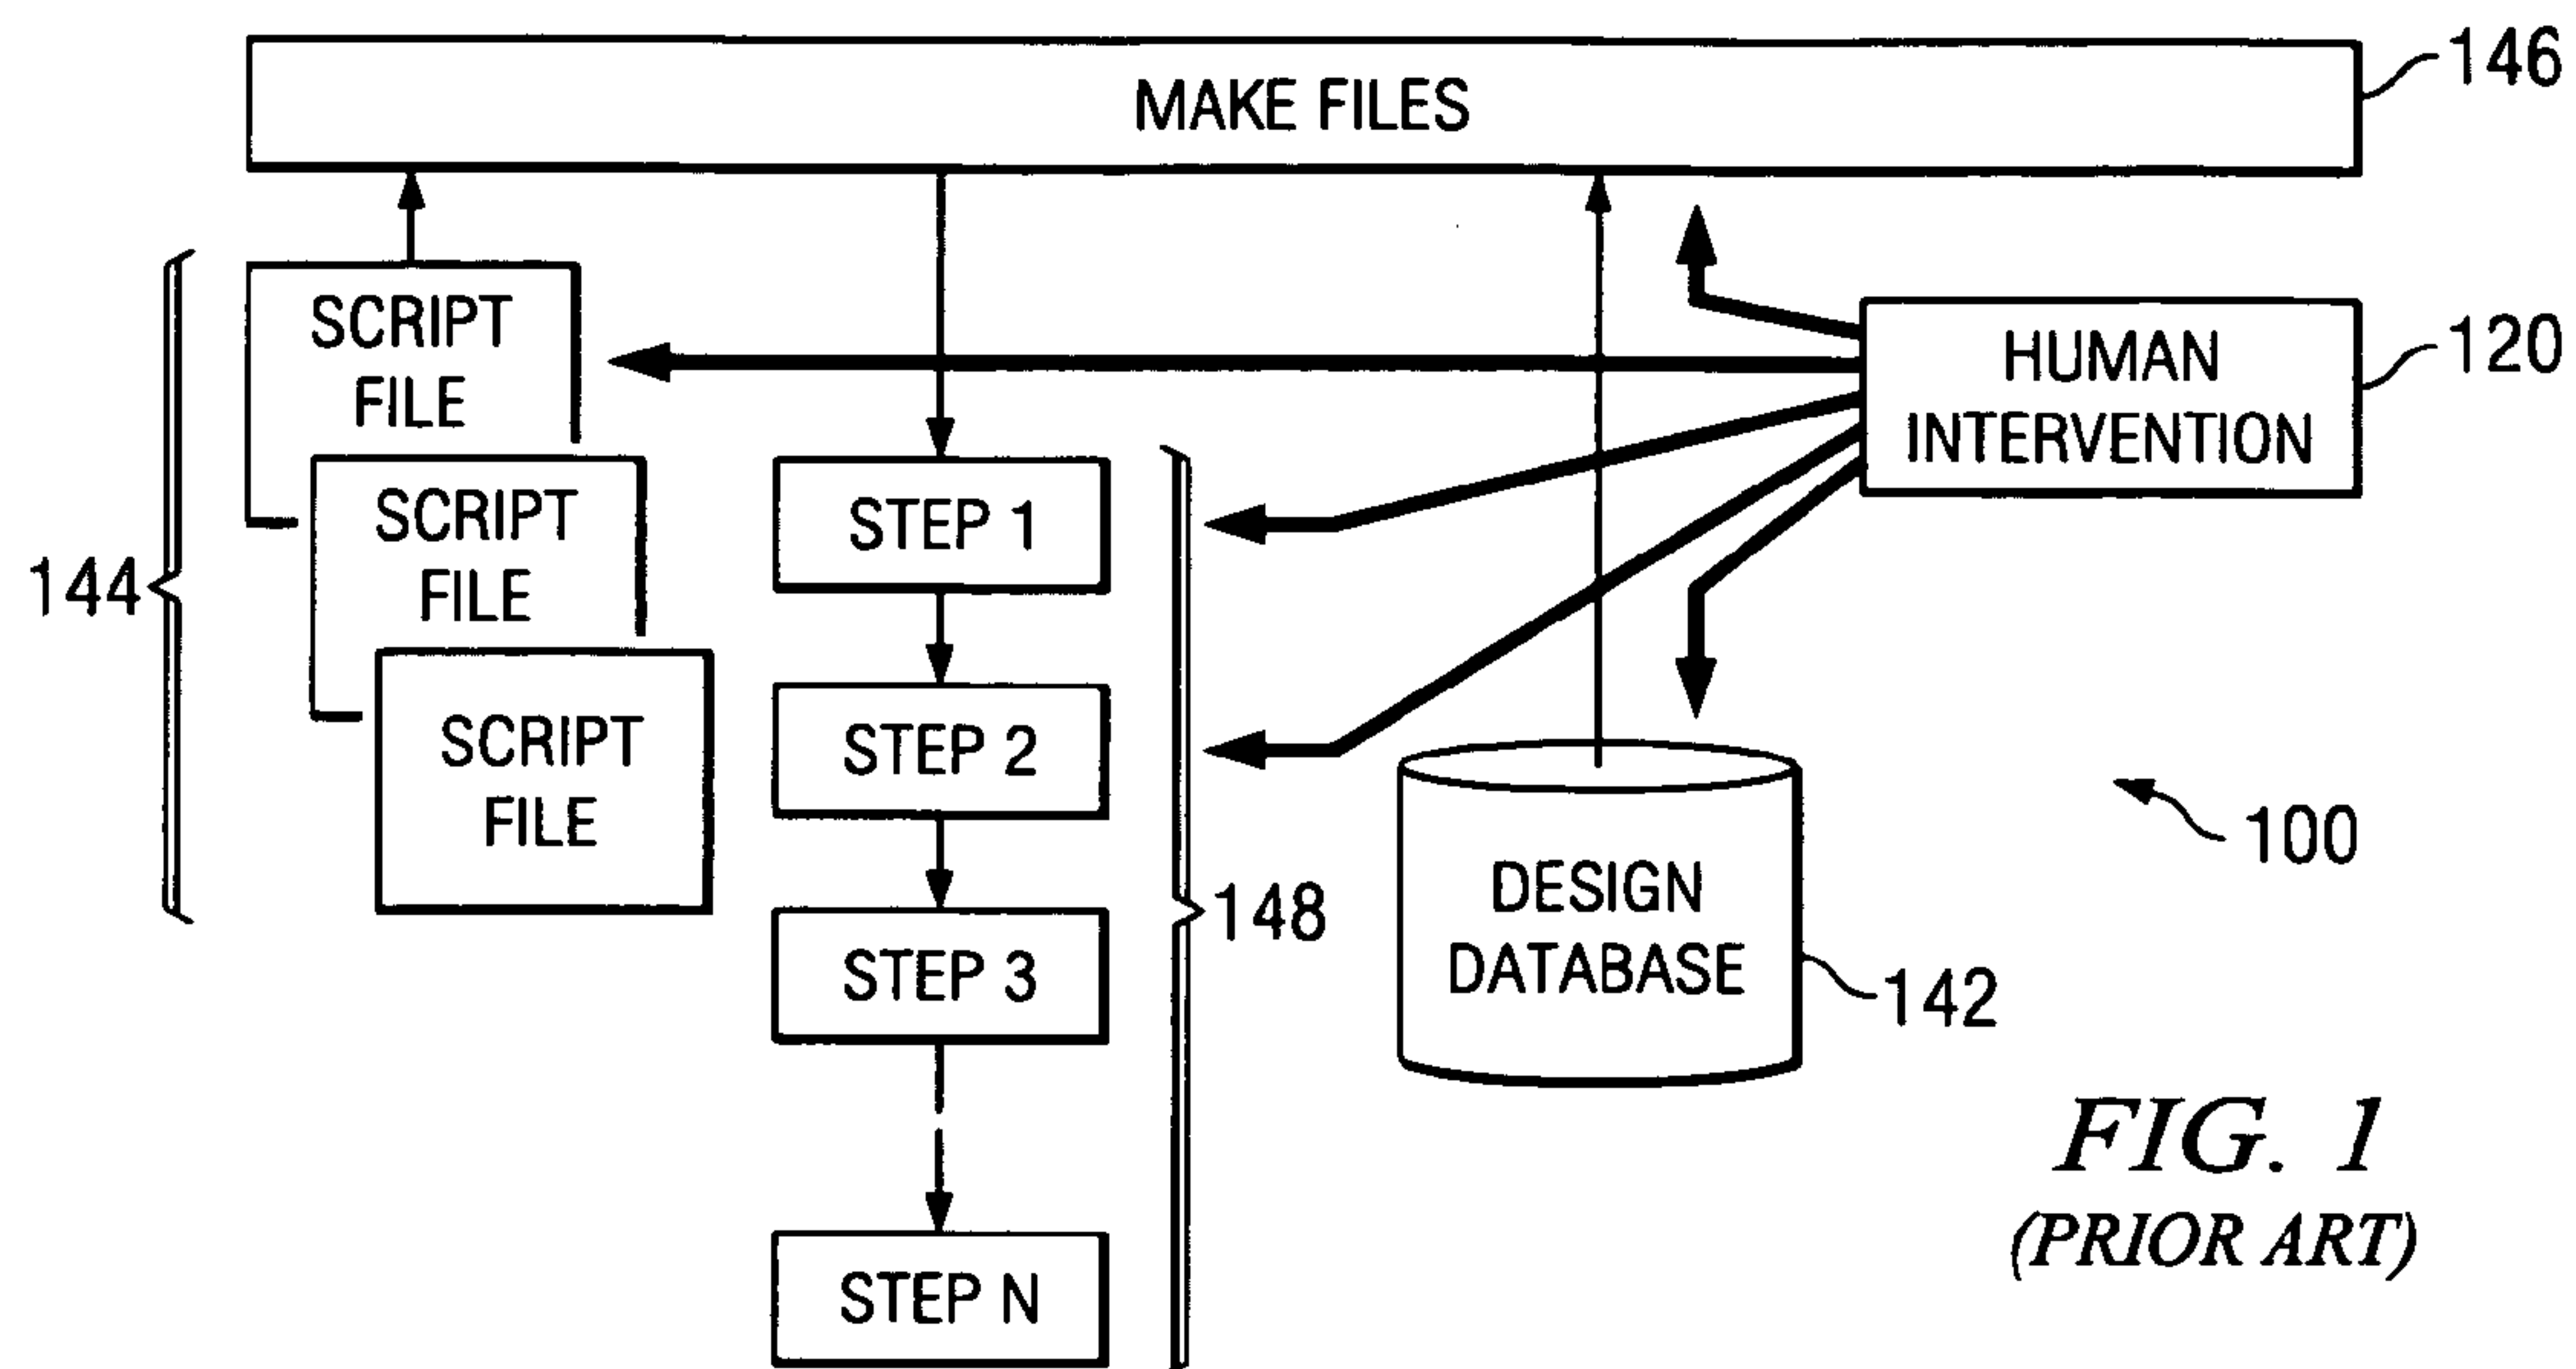 MAKE FILES
146
SCRIPT
FILE
SCRIPT
FILE
SCRIPT
FILE
144
STEP 1
STEP 2
STEP 3
STEP N
148
HUMAN
INTERVENTION
120
DESIGN
DATABASE
142
100
FIG. 1
(PRIOR ART)